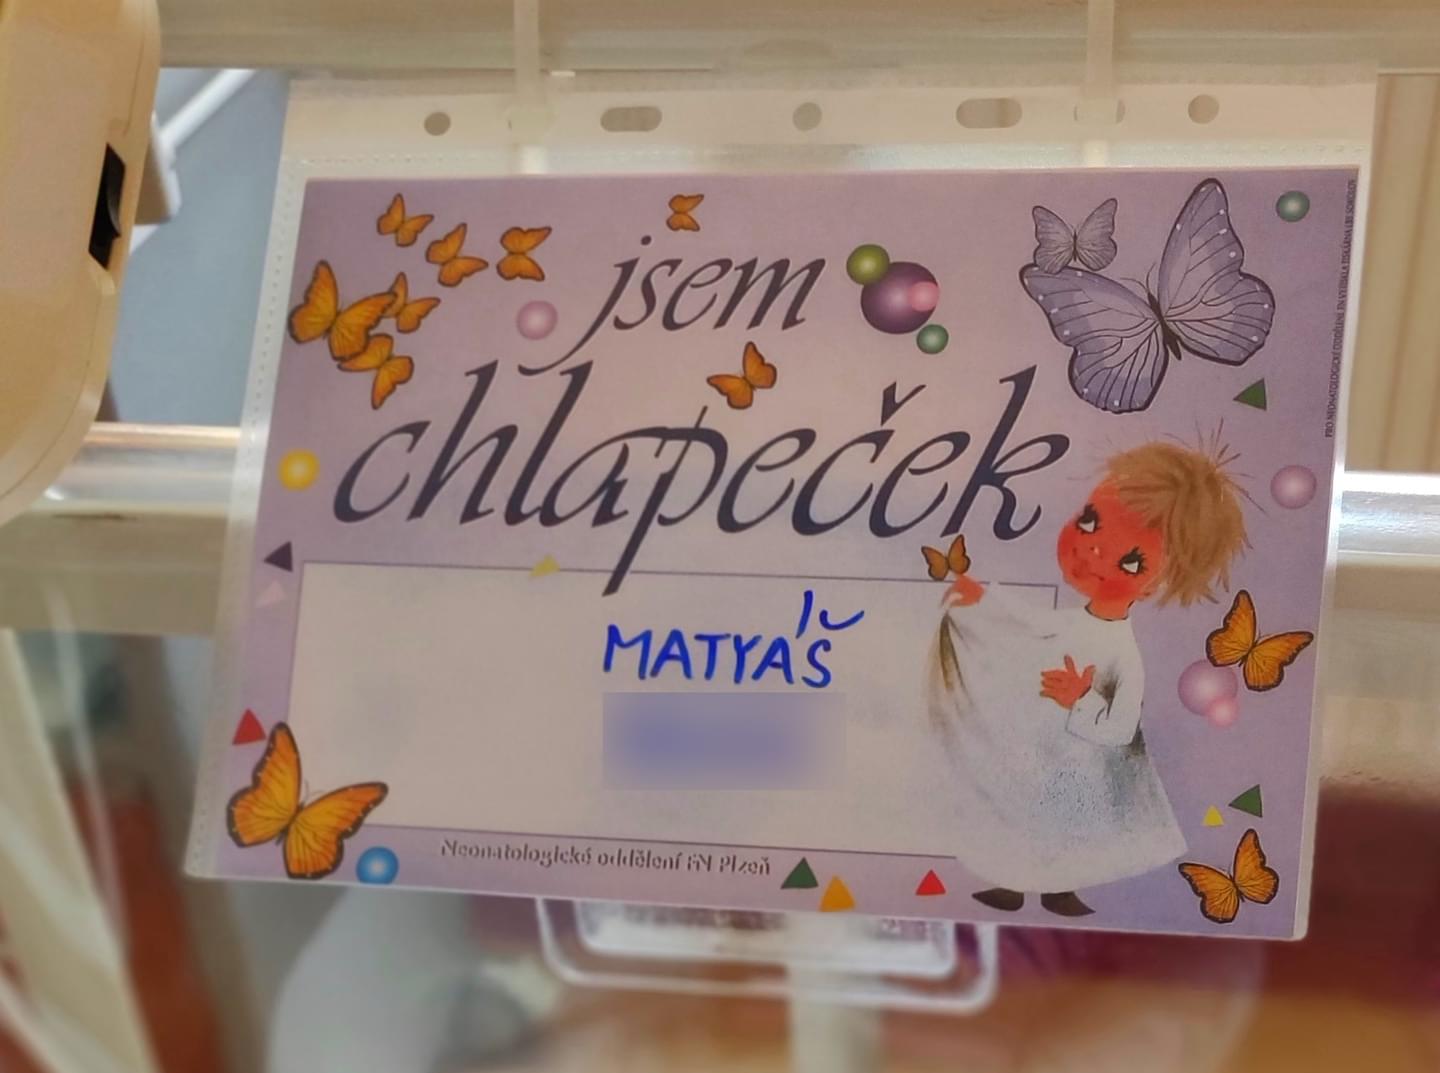 jsem
chlapeček
MATYÁŠ
Neonatologické oddělení FN Plzeň